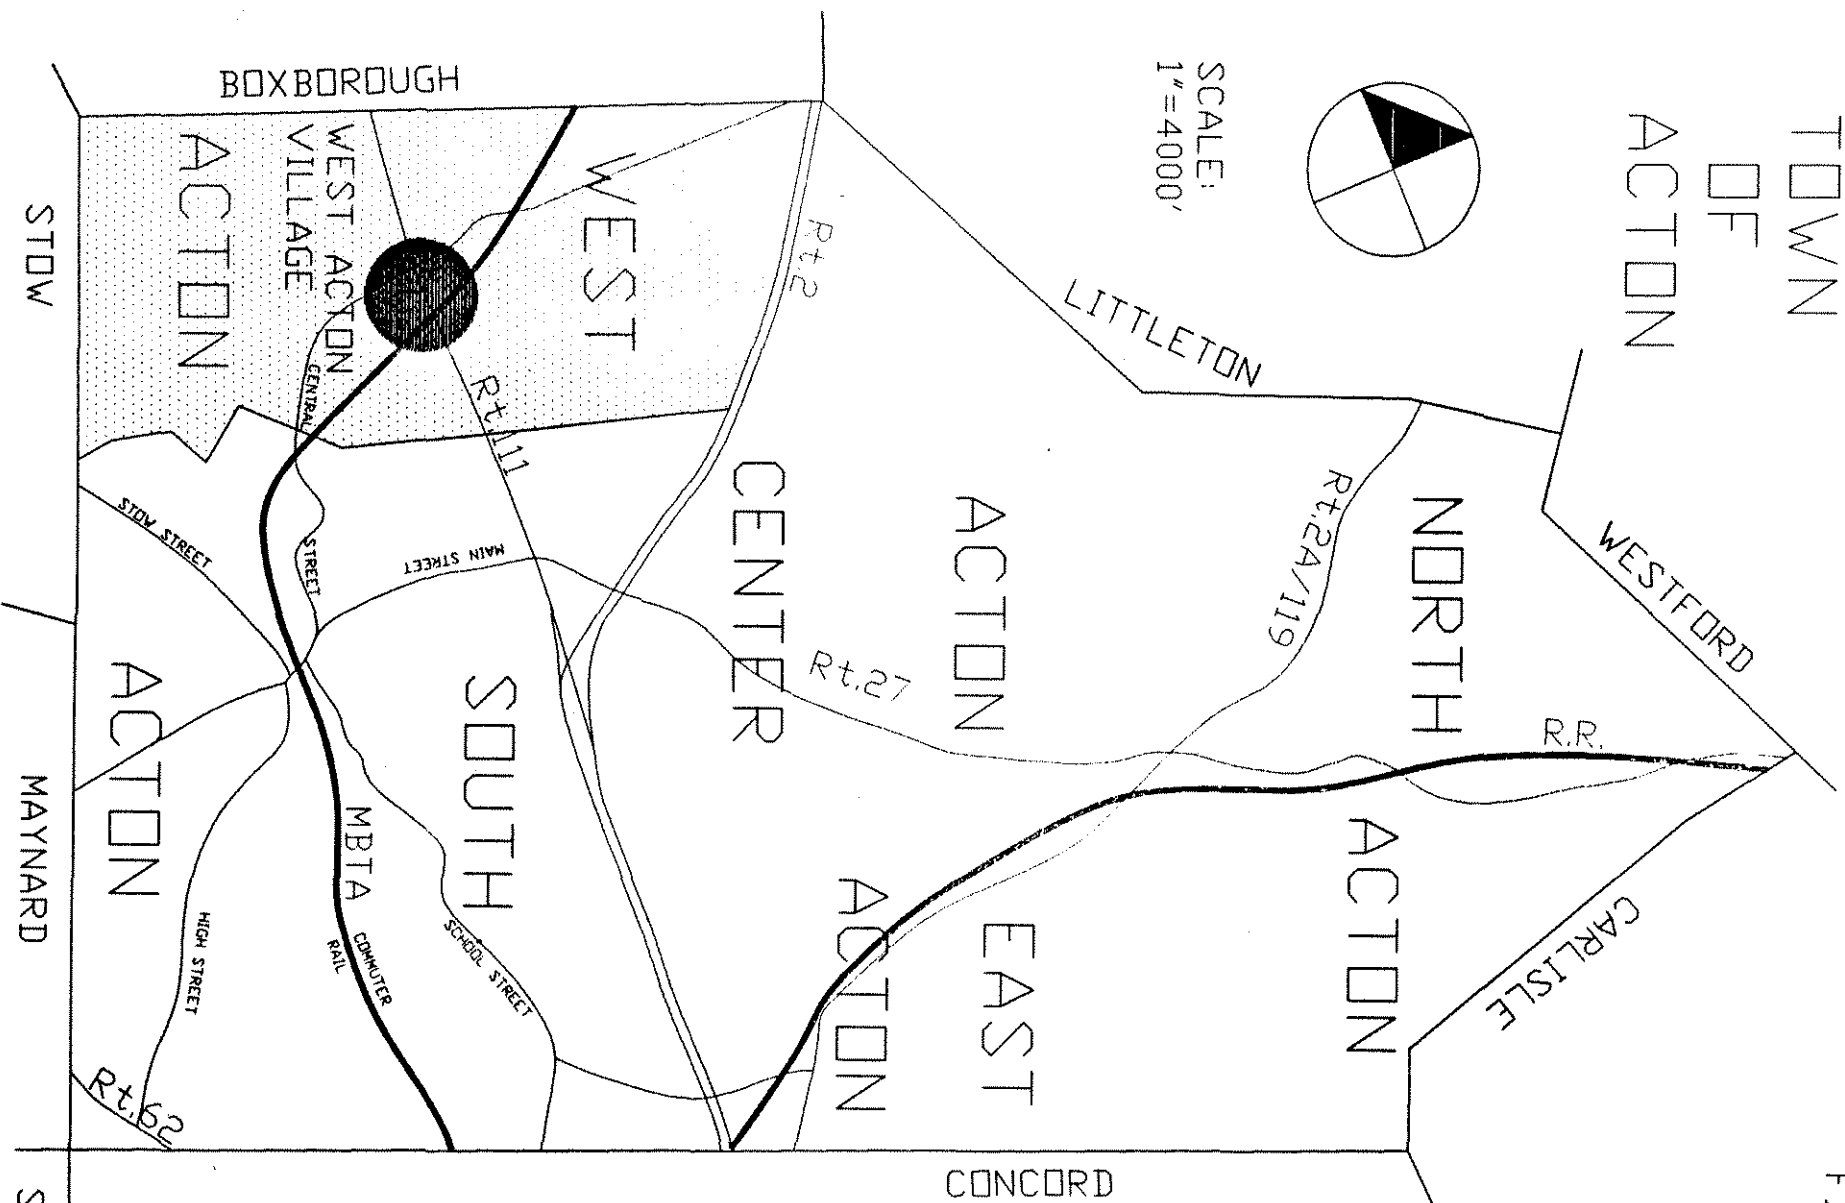 TOWN
OF
ACTON
SCALE:
1"=4000'
BOXBOROUGH
LITTLETON
WESTFORD
CARLISLE
CONCORD
MAYNARD
STOW
WEST
ACTON
WEST ACTON
VILLAGE
CENTER
ACTON
NORTH
ACTON
EAST
ACTON
SOUTH
ACTON
Rt.2
Rt.111
Rt.2A/119
Rt.27
Rt.62
R.R.
CENTRAL
STREET
MAIN STREET
STOW STREET
SCHOOL STREET
HIGH STREET
MBTA
COMMUTER
RAIL
S